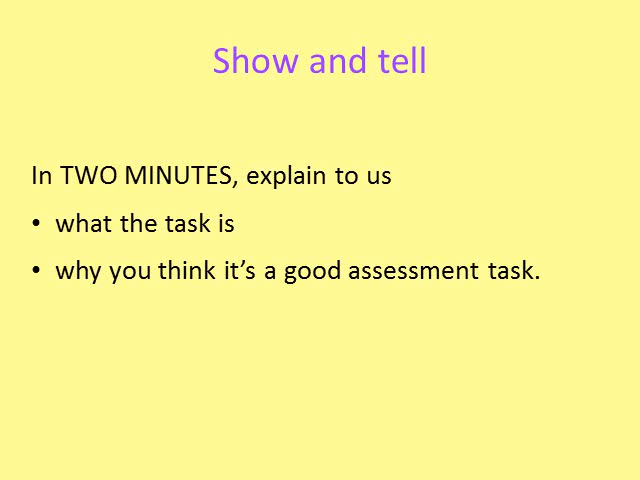 Show and tell
In TWO MINUTES, explain to us
• what the task is
• why you think it’s a good assessment task.